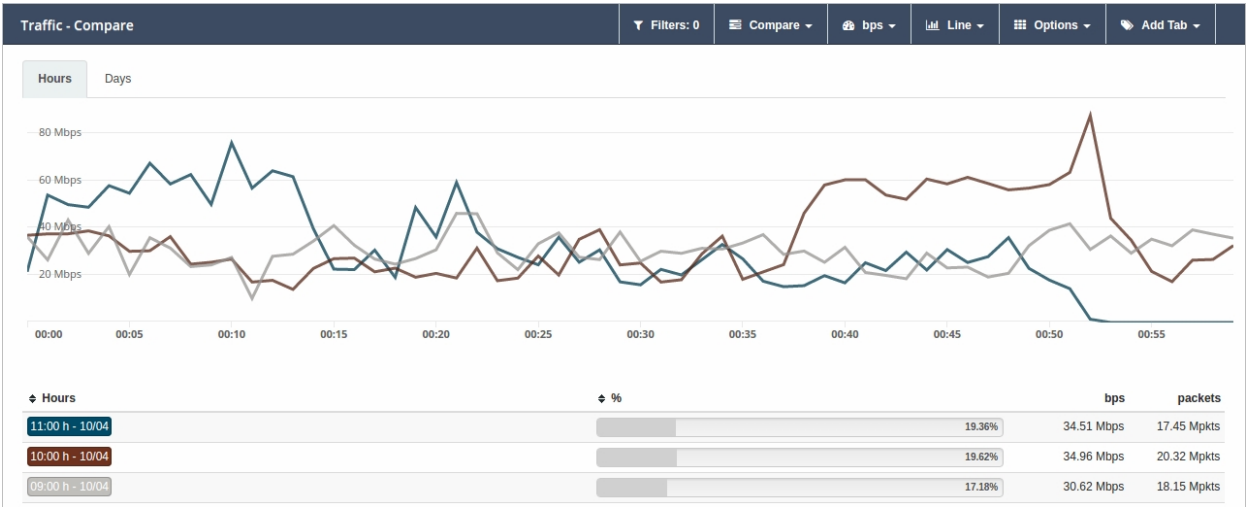 Traffic - Compare Filters: 0 Compare bps Line Options Add Tab
Hours Days
80 Mbps
60 Mbps
40 Mbps
20 Mbps
00:00 00:05 00:10 00:15 00:20 00:25 00:30 00:35 00:40 00:45 00:50 00:55
Hours % bps packets
11:00 h - 10/04 19.36% 34.51 Mbps 17.45 Mpkts
10:00 h - 10/04 19.62% 34.96 Mbps 20.32 Mpkts
09:00 h - 10/04 17.18% 30.62 Mbps 18.15 Mpkts